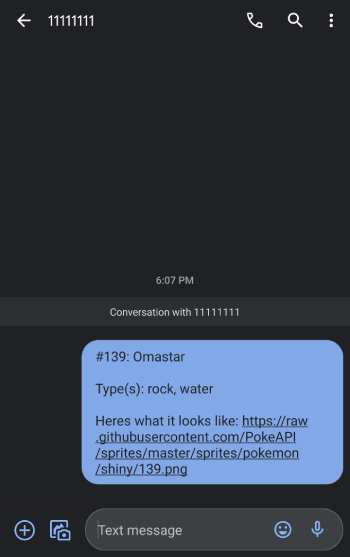 11111111
6:07 PM
Conversation with 11111111
#139: Omastar
Type(s): rock, water
Heres what it looks like: https://raw
.githubusercontent.com/PokeAPI
/sprites/master/sprites/pokemon
/shiny/139.png
Text message